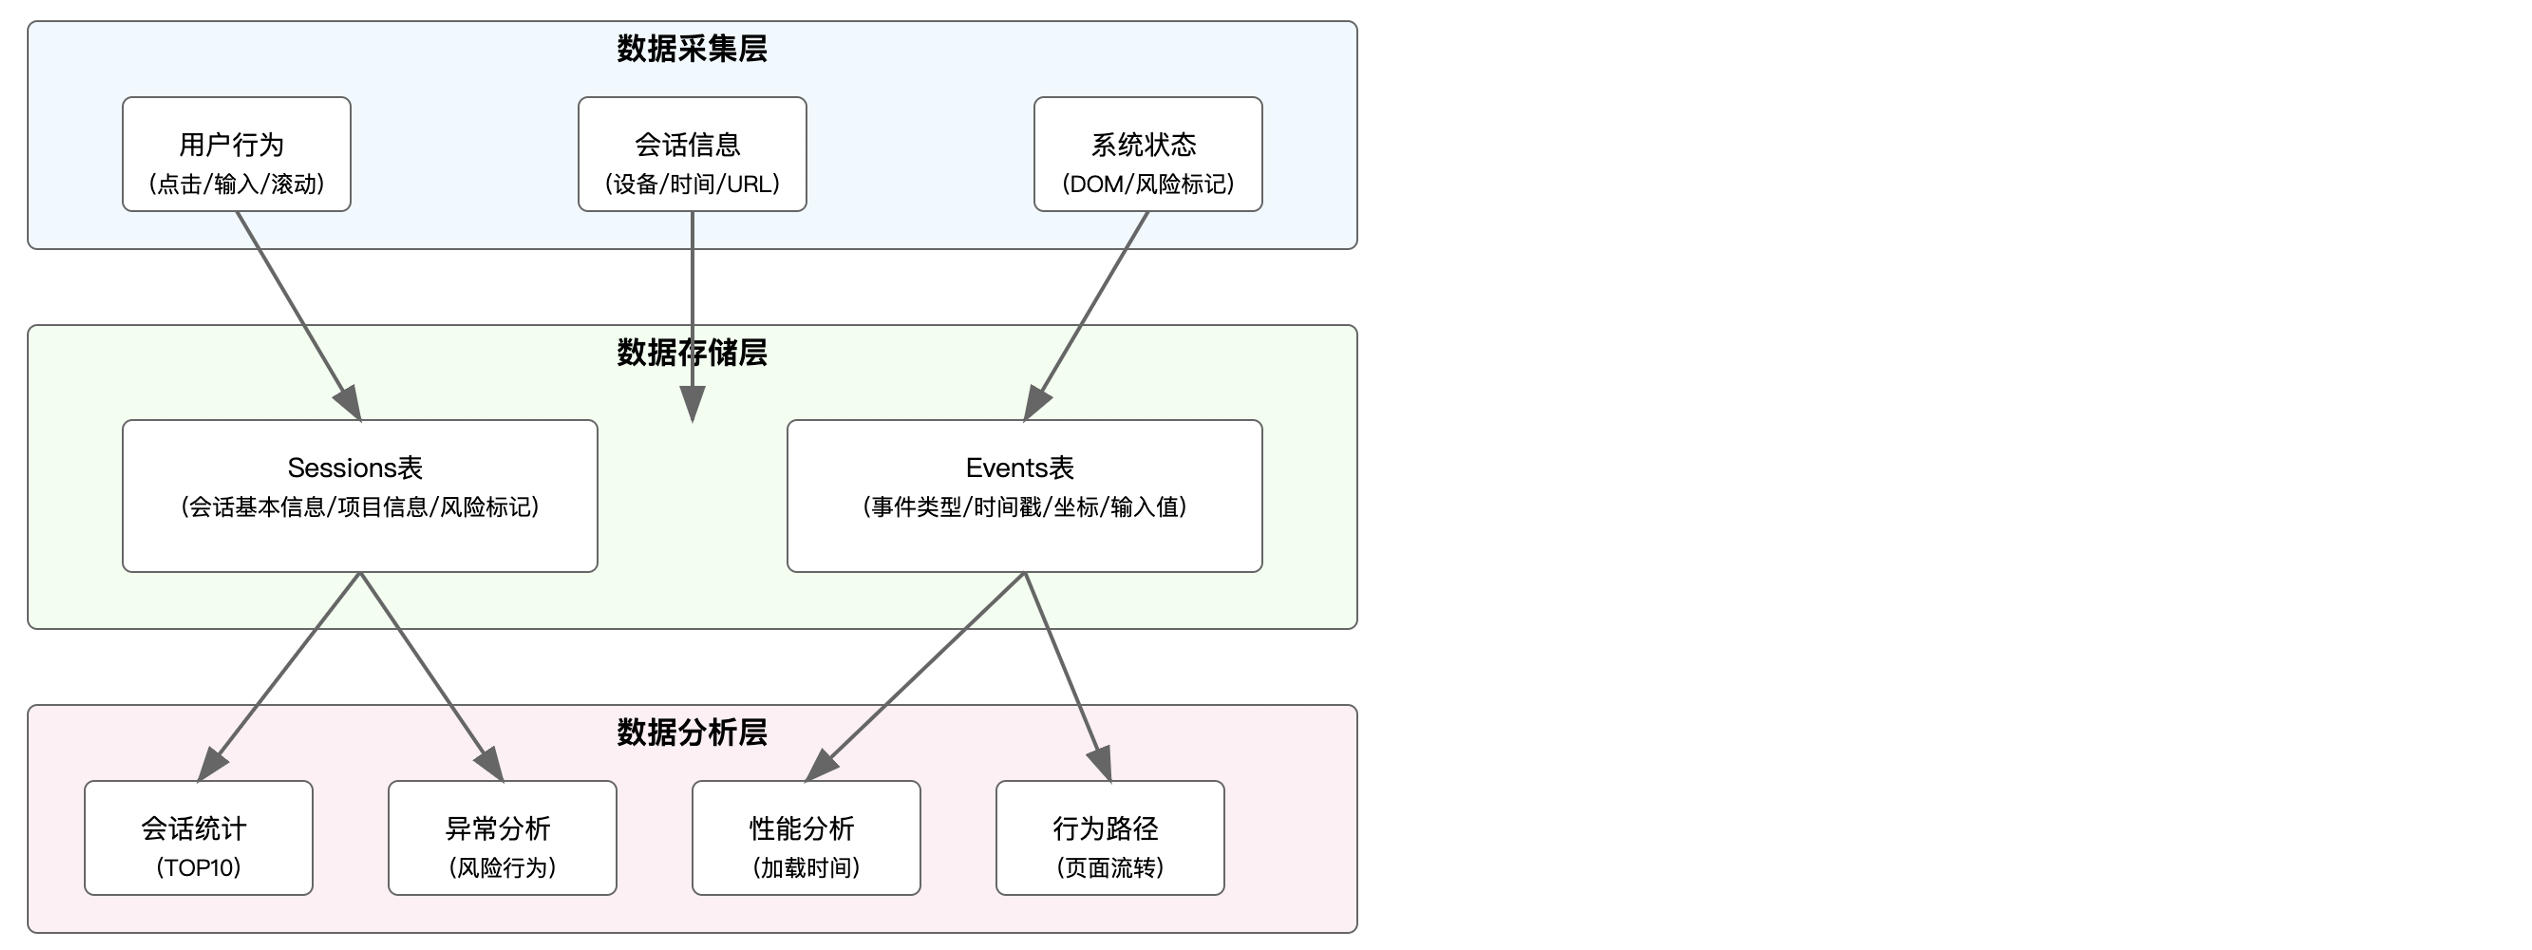 数据采集层
用户行为
(点击/输入/滚动)
会话信息
(设备/时间/URL)
系统状态
(DOM/风险标记)
数据存储层
Sessions表
(会话基本信息/项目信息/风险标记)
Events表
(事件类型/时间戳/坐标/输入值)
数据分析层
会话统计
(TOP10)
异常分析
(风险行为)
性能分析
(加载时间)
行为路径
(页面流转)